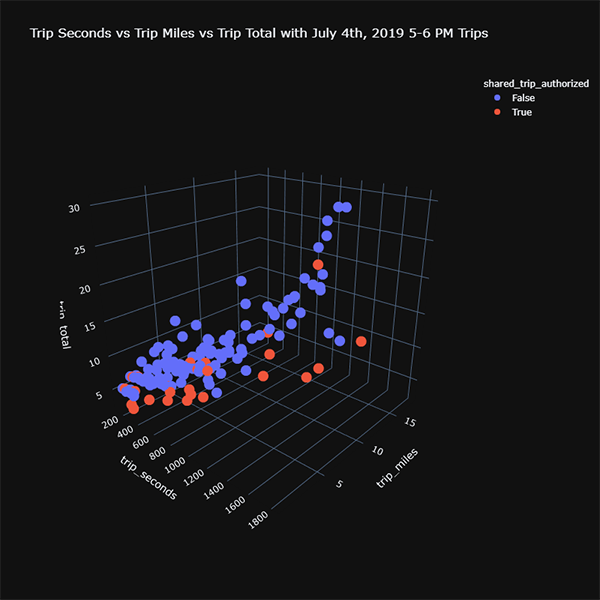 Trip Seconds vs Trip Miles vs Trip Total with July 4th, 2019 5-6 PM Trips
shared_trip_authorized
False
True
30
25
20
15
10
5
total
200
400
600
800
1000
1200
1400
1600
1800
trip_seconds
5
10
15
trip_miles